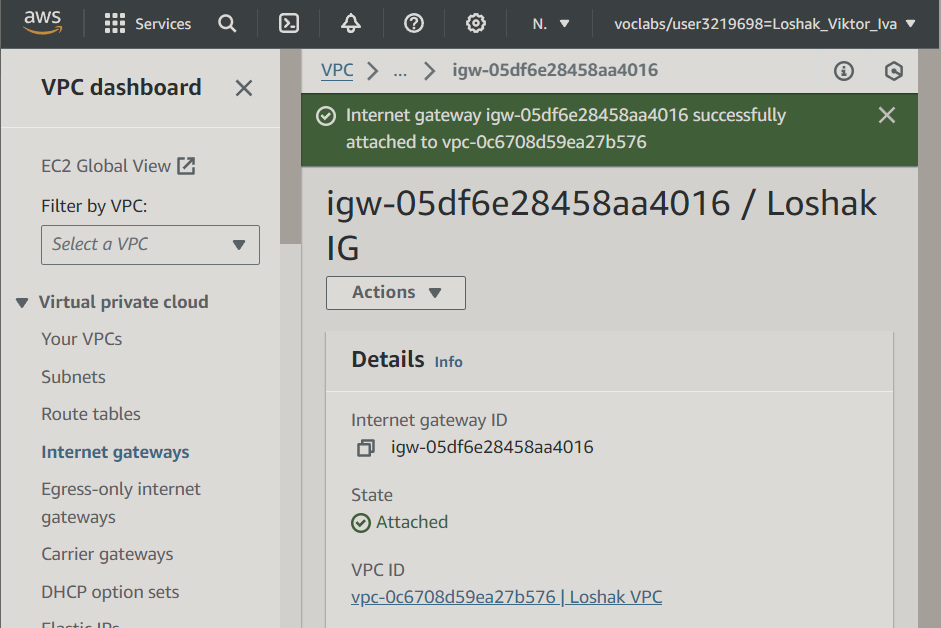 aws
Services
N.
voclabs/user3219698=Loshak_Viktor_Iva
VPC dashboard
EC2 Global View
Filter by VPC:
Select a VPC
Virtual private cloud
Your VPCs
Subnets
Route tables
Internet gateways
Egress-only internet
gateways
Carrier gateways
DHCP option sets
Elastic IPs
VPC
...
igw-05df6e28458aa4016
Internet gateway igw-05df6e28458aa4016 successfully
attached to vpc-0c6708d59ea27b576
igw-05df6e28458aa4016 / Loshak
IG
Actions
Details Info
Internet gateway ID
igw-05df6e28458aa4016
State
Attached
VPC ID
vpc-0c6708d59ea27b576 | Loshak VPC